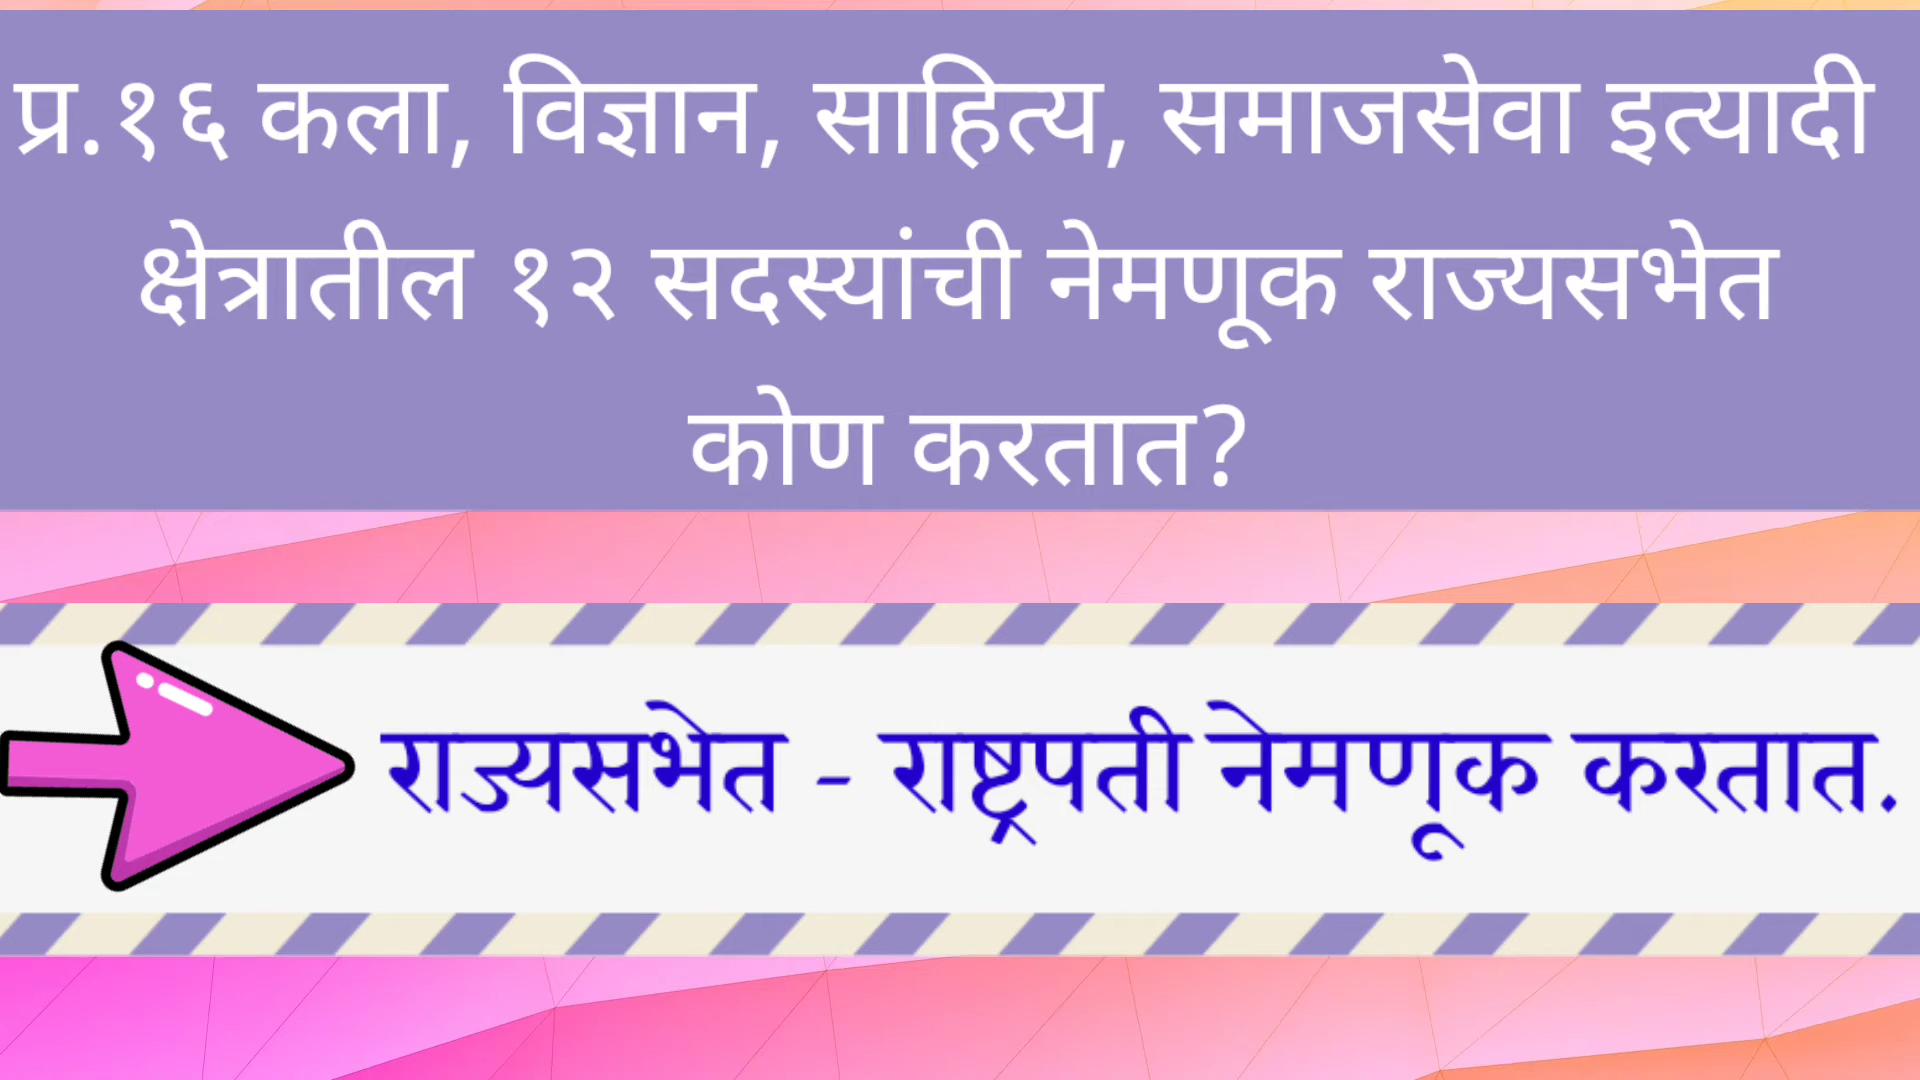 प्र.१६ कला, विज्ञान, साहित्य, समाजसेवा इत्यादी
क्षेत्रातील १२ सदस्यांची नेमणूक राज्यसभेत
कोण करतात?
राज्यसभेत - राष्ट्रपती नेमणूक करतात.